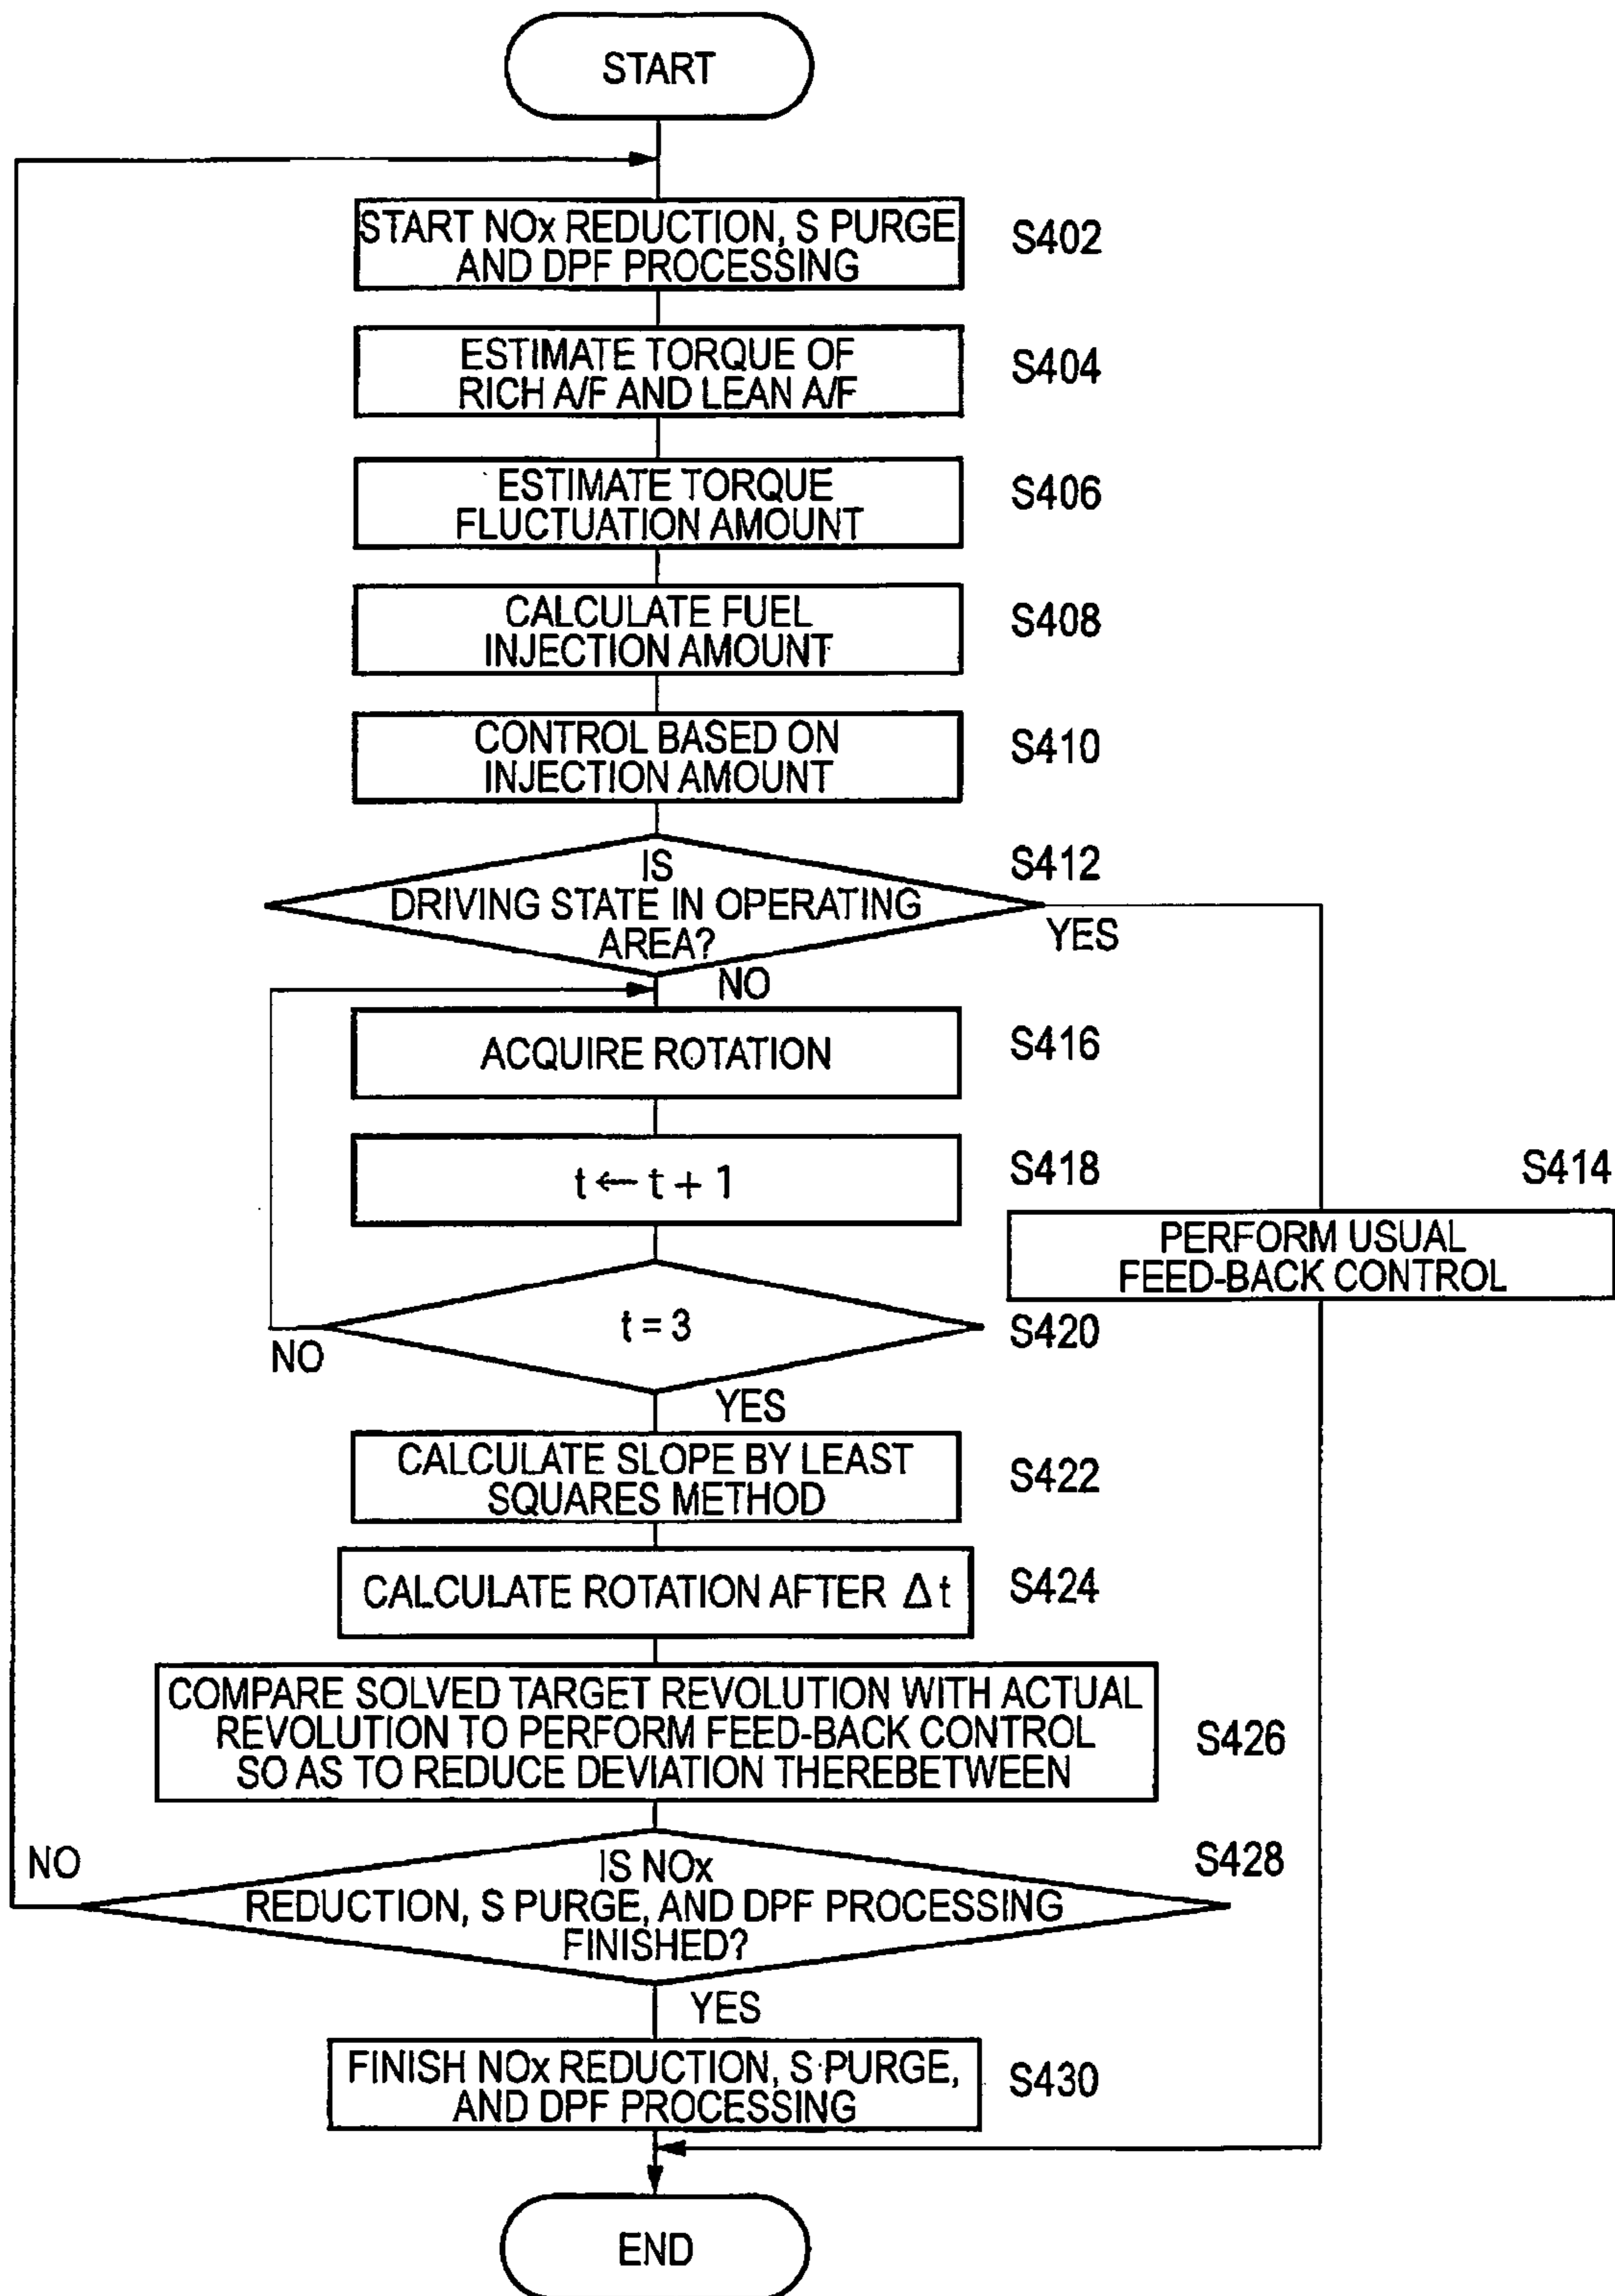 START
START NOx REDUCTION, S PURGE
AND DPF PROCESSING
S402
ESTIMATE TORQUE OF
RICH A/F AND LEAN A/F
S404
ESTIMATE TORQUE
FLUCTUATION AMOUNT
S406
CALCULATE FUEL
INJECTION AMOUNT
S408
CONTROL BASED ON
INJECTION AMOUNT
S410
IS
DRIVING STATE IN OPERATING
AREA?
S412
YES
NO
ACQUIRE ROTATION
S416
t ← t + 1
S418
S414
PERFORM USUAL
FEED-BACK CONTROL
t = 3
S420
NO
YES
CALCULATE SLOPE BY LEAST
SQUARES METHOD
S422
CALCULATE ROTATION AFTER Δt
S424
COMPARE SOLVED TARGET REVOLUTION WITH ACTUAL
REVOLUTION TO PERFORM FEED-BACK CONTROL
SO AS TO REDUCE DEVIATION THEREBETWEEN
S426
NO
IS NOx
REDUCTION, S PURGE, AND DPF PROCESSING
FINISHED?
S428
YES
FINISH NOx REDUCTION, S PURGE,
AND DPF PROCESSING
S430
END